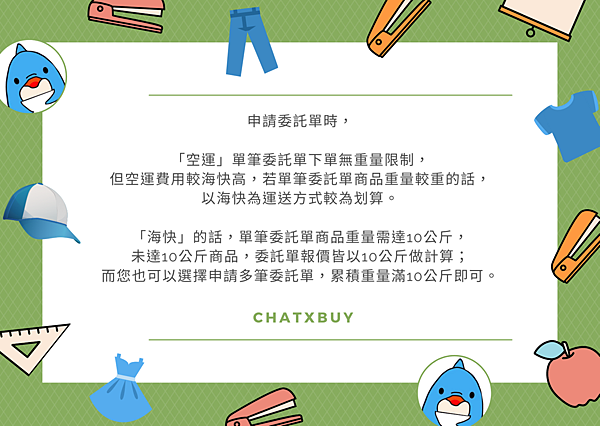 申請委託單時，
「空運」單筆委託單下單無重量限制，
但空運費用較海快高，若單筆委託單商品重量較重的話，
以海快為運送方式較為划算。
「海快」的話，單筆委託單商品重量需達10公斤，
未達10公斤商品，委託單報價皆以10公斤做計算；
而您也可以選擇申請多筆委託單，累積重量滿10公斤即可。
CHATXBUY